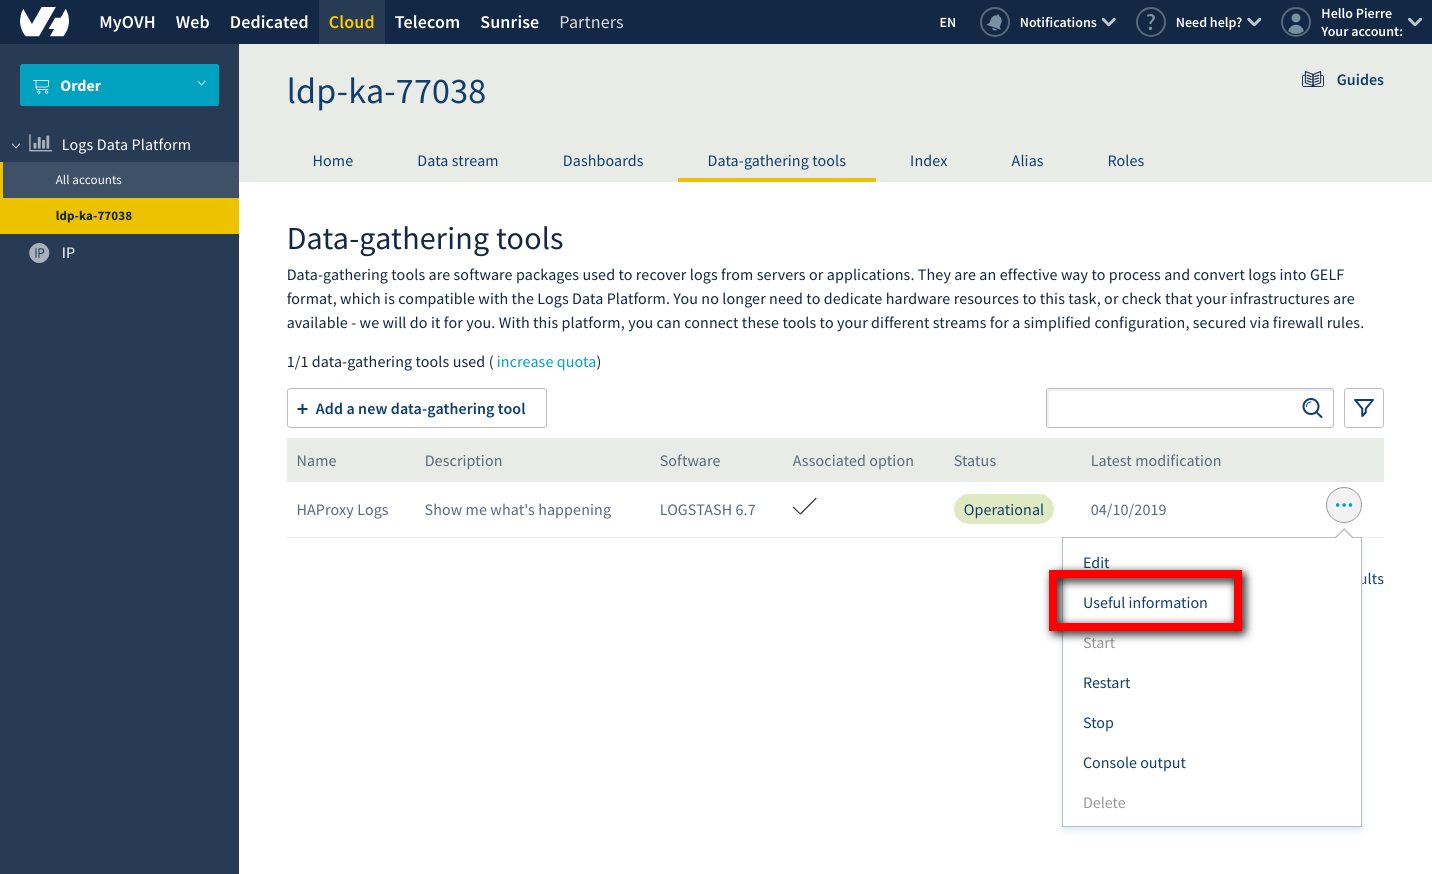 MyOVH Web Dedicated Cloud Telecom Sunrise Partners EN Notifications ? Need help? Hello Pierre
Your account:
Order
ldp-ka-77038
Guides
Logs Data Platform
All accounts
ldp-ka-77038
IP IP
Home Data stream Dashboards Data-gathering tools Index Alias Roles
Data-gathering tools
Data-gathering tools are software packages used to recover logs from servers or applications. They are an effective way to process and convert logs into GELF
format, which is compatible with the Logs Data Platform. You no longer need to dedicate hardware resources to this task, or check that your infrastructures are
available - we will do it for you. With this platform, you can connect these tools to your different streams for a simplified configuration, secured via firewall rules.
1/1 data-gathering tools used ( increase quota)
+ Add a new data-gathering tool
Name Description Software Associated option Status Latest modification
HAProxy Logs Show me what's happening LOGSTASH 6.7 Operational 04/10/2019 ...
Edit
Useful information
Start
Restart
Stop
Console output
Delete